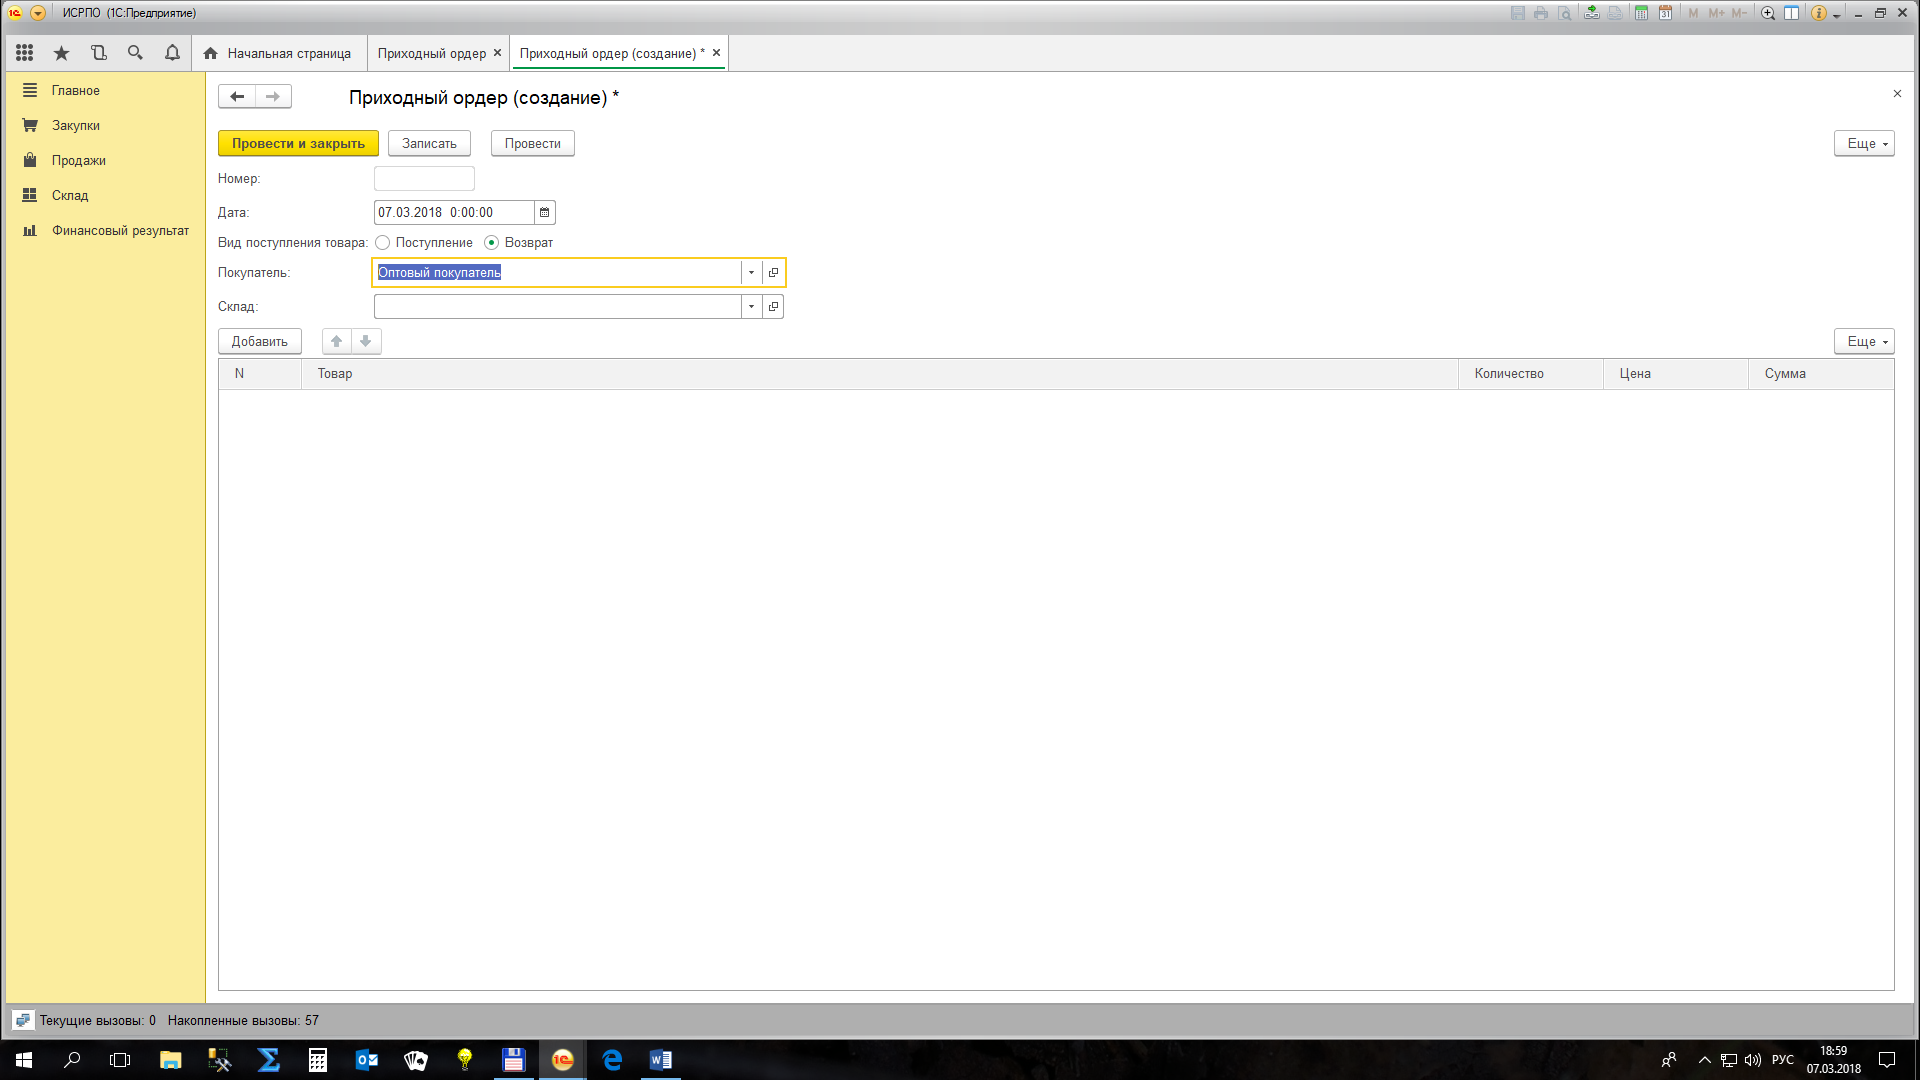 ИСРПО (1С:Предприятие)
M M+ M-
Начальная страница
Приходный ордер
Приходный ордер (создание) *
Главное
Закупки
Продажи
Склад
Финансовый результат
Приходный ордер (создание) *
Провести и закрыть
Записать
Провести
Еще
Номер:
Дата: 07.03.2018 0:00:00
Вид поступления товара: Поступление Возврат
Покупатель: Оптовый покупатель
Склад:
Добавить
Еще
N Товар Количество Цена Сумма
Текущие вызовы: 0 Накопленные вызовы: 57
РУС
18:59
07.03.2018